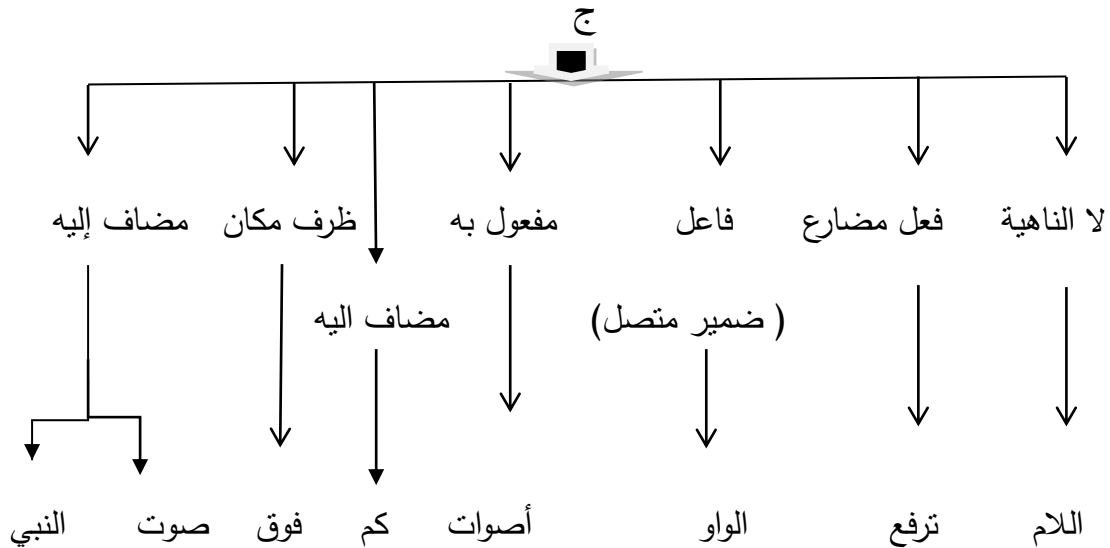 ج
لا الناهية فعل مضارع فاعل مفعول به ظرف مكان مضاف إليه
( ضمير متصل) مضاف اليه
اللام ترفع الواو أصوات كم فوق صوت النبي